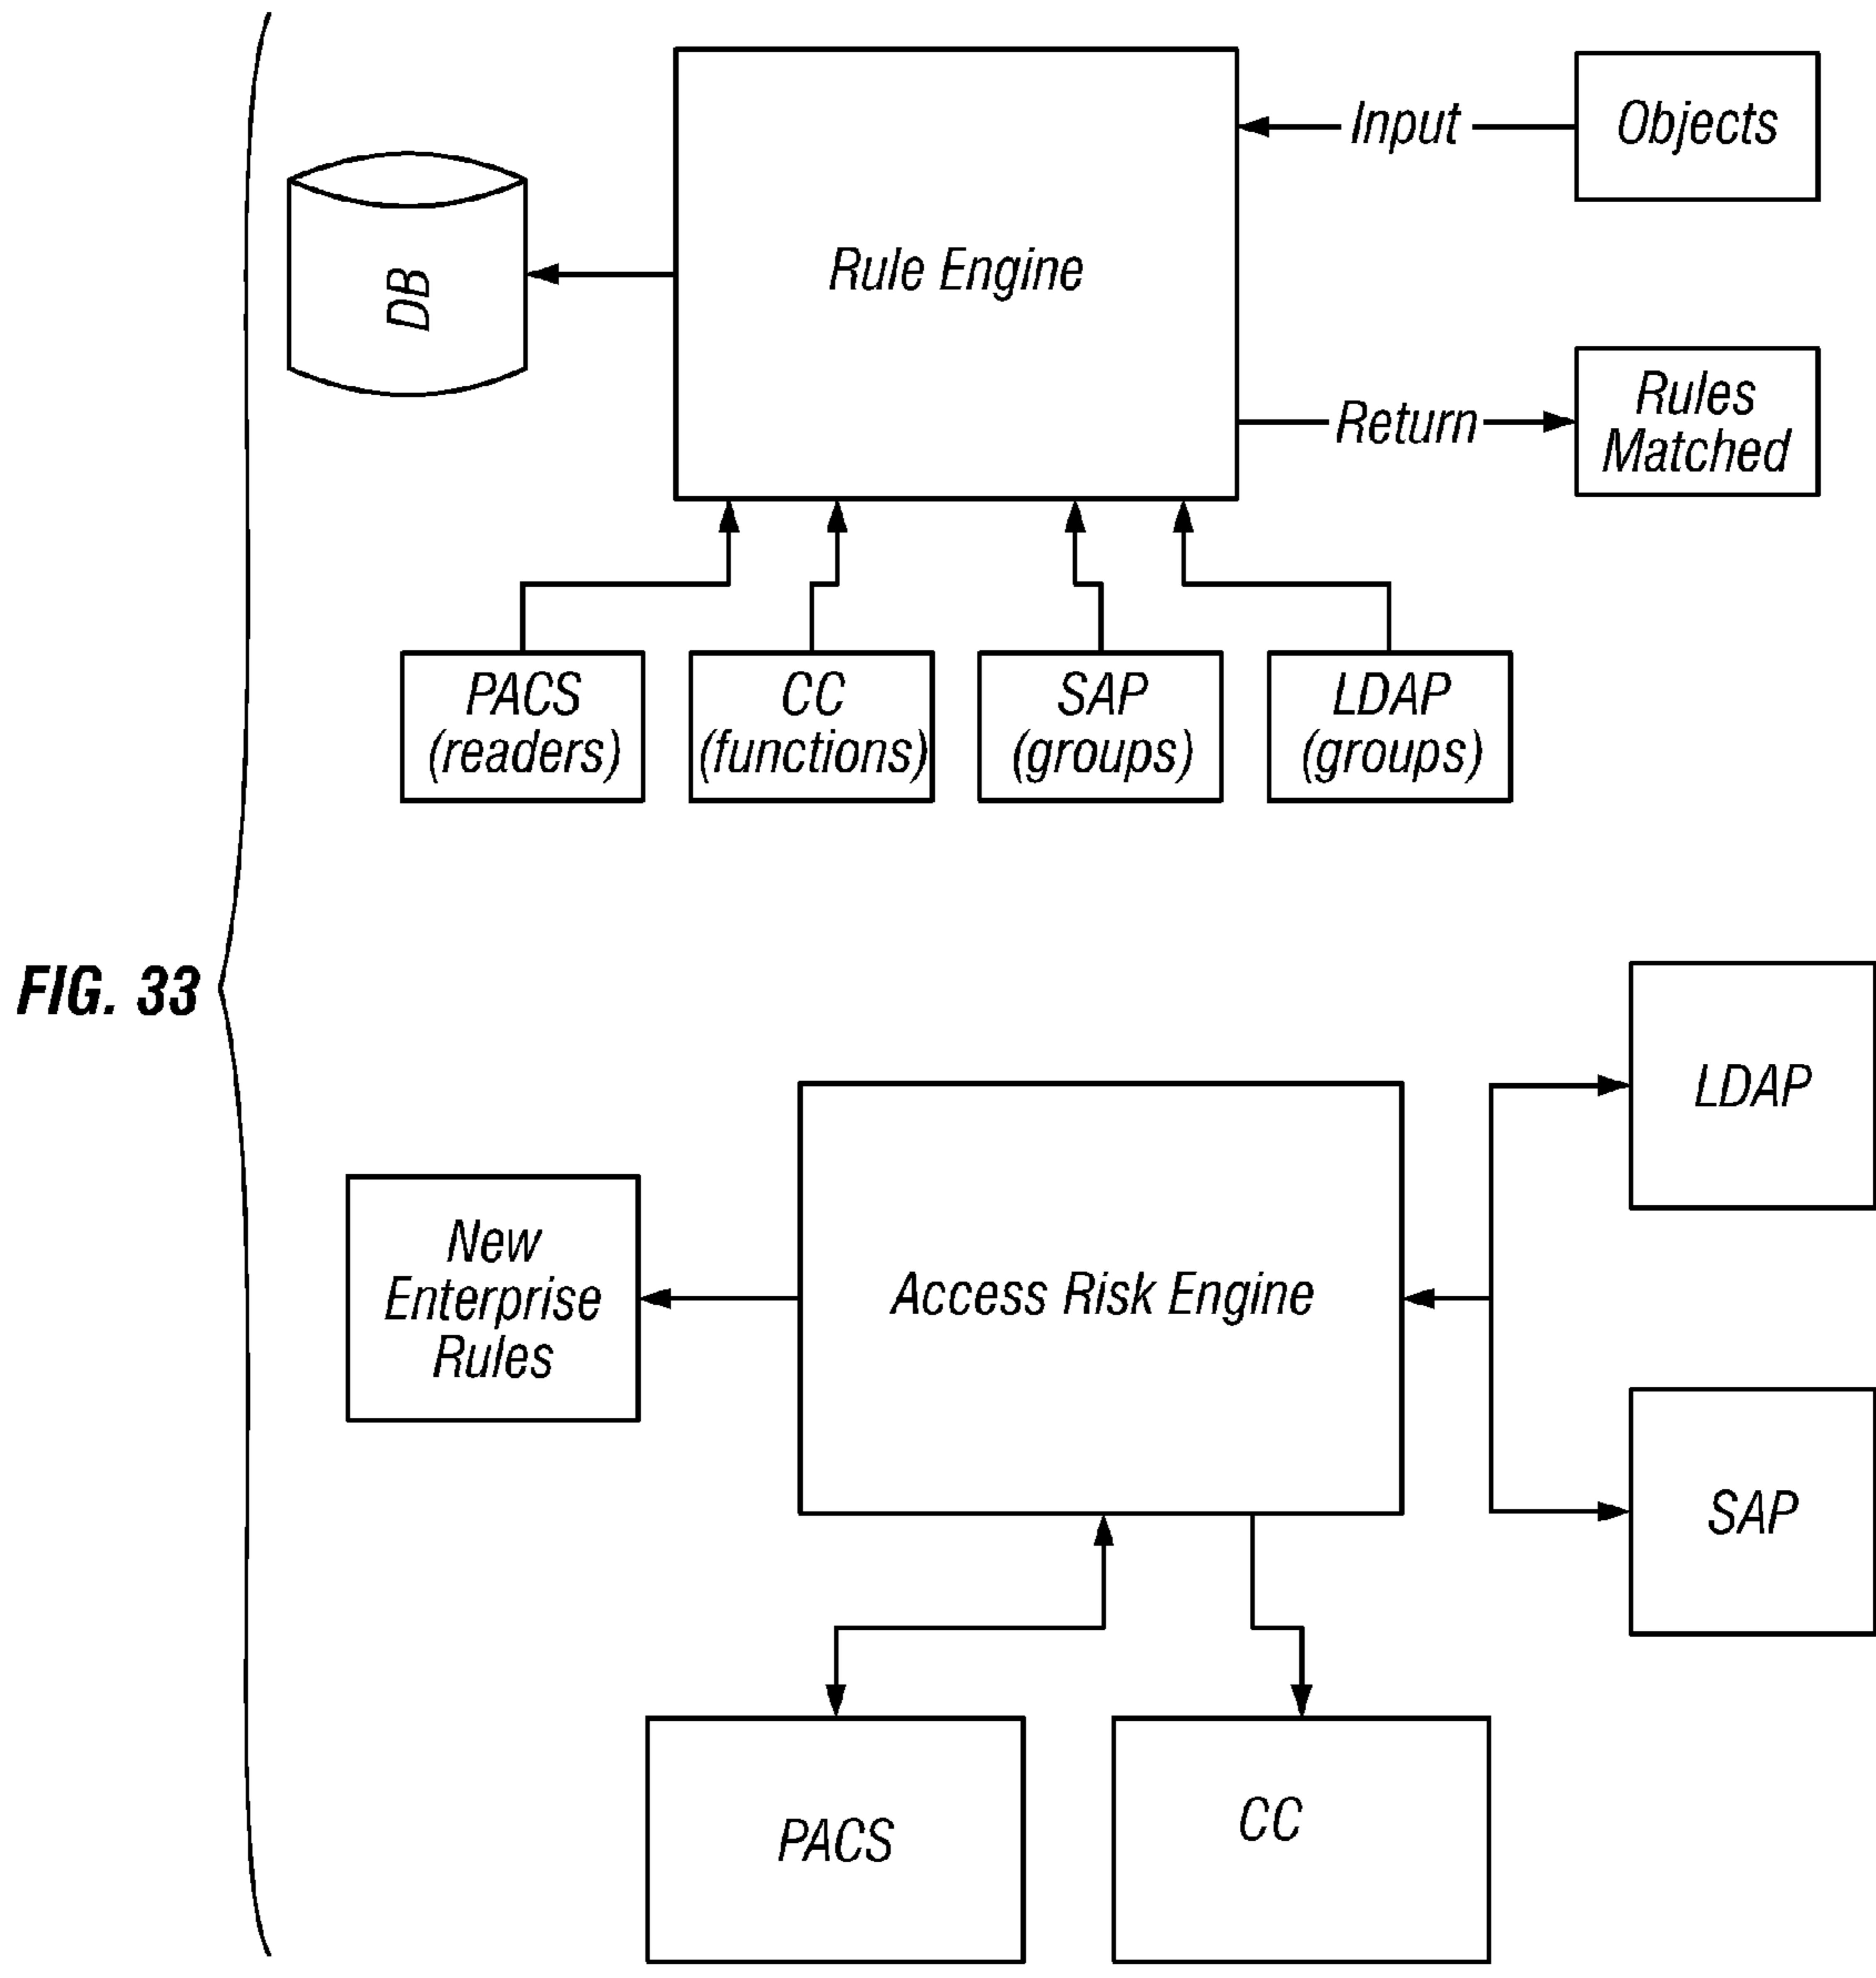 Objects
Input
Rule Engine
DB
Rules
Matched
Return
PACS
(readers)
CC
(functions)
SAP
(groups)
LDAP
(groups)
FIG. 33
LDAP
New
Enterprise
Rules
Access Risk Engine
SAP
PACS
CC